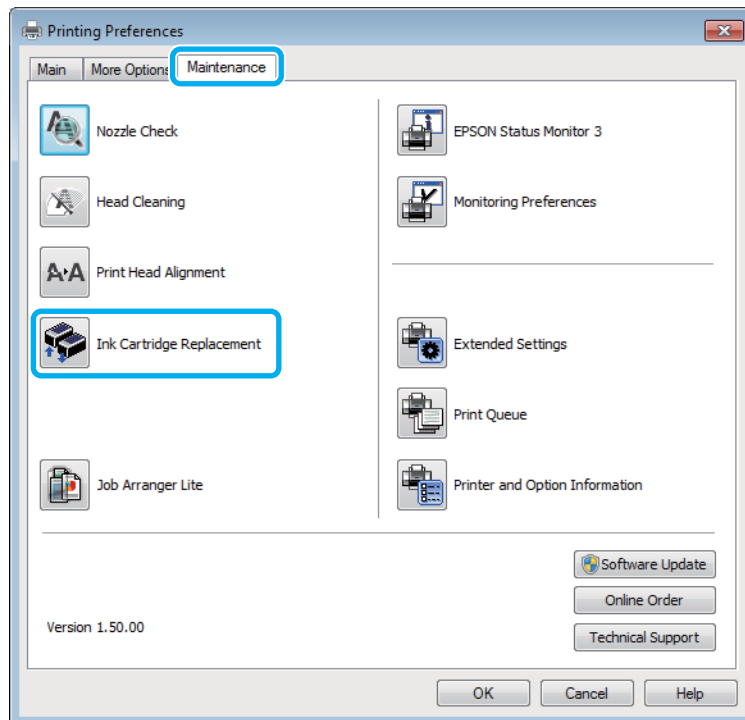 Printing Preferences
Main
More Options
Maintenance
Nozzle Check
EPSON Status Monitor 3
Head Cleaning
Monitoring Preferences
A
A
Print Head Alignment
Ink Cartridge Replacement
Extended Settings
Print Queue
Job Arranger Lite
Printer and Option Information
Software Update
Online Order
Version 1.50.00
Technical Support
OK
Cancel
Help